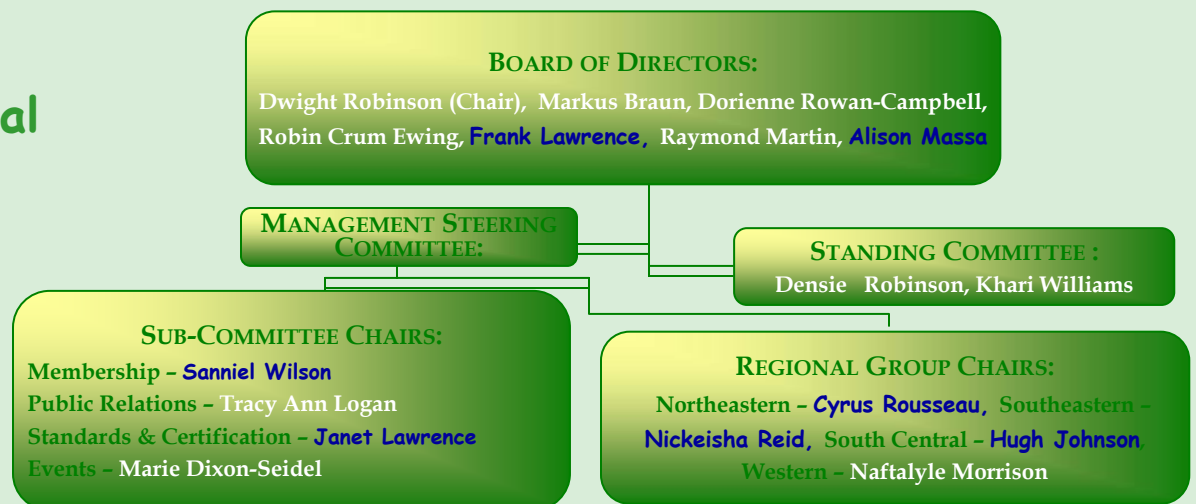 al
BOARD OF DIRECTORS:
Dwight Robinson (Chair), Markus Braun, Dorienne Rowan-Campbell,
Robin Crum Ewing, Frank Lawrence, Raymond Martin, Alison Massa
MANAGEMENT STEERING
COMMITTEE:
STANDING COMMITTEE :
Densie Robinson, Khari Williams
SUB-COMMITTEE CHAIRS:
Membership – Sanniel Wilson
Public Relations – Tracy Ann Logan
Standards & Certification – Janet Lawrence
Events – Marie Dixon-Seidel
REGIONAL GROUP CHAIRS:
Northeastern – Cyrus Rousseau, Southeastern –
Nickeisha Reid, South Central – Hugh Johnson,
Western – Naftalyle Morrison